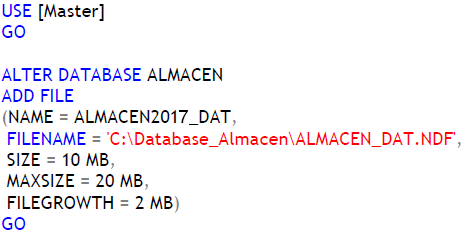 USE [Master]
GO
ALTER DATABASE ALMACEN
ADD FILE
(NAME = ALMACEN2017_DAT,
FILENAME = 'C:\Database_Almacen\ALMACEN_DAT.NDF',
SIZE = 10 MB,
MAXSIZE = 20 MB,
FILEGROWTH = 2 MB)
GO